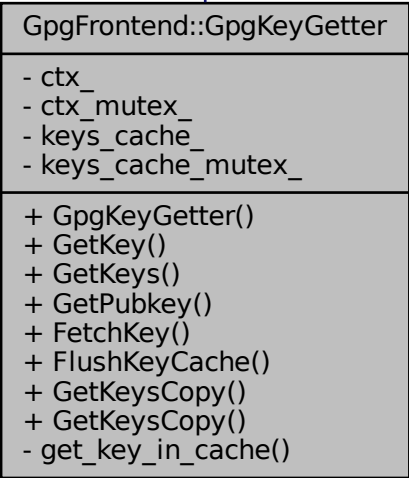 GpgFrontend::GpgKeyGetter
- ctx_
- ctx_mutex_
- keys_cache_
- keys_cache_mutex_
+ GpgKeyGetter()
+ GetKey()
+ GetKeys()
+ GetPubkey()
+ FetchKey()
+ FlushKeyCache()
+ GetKeysCopy()
+ GetKeysCopy()
- get_key_in_cache()